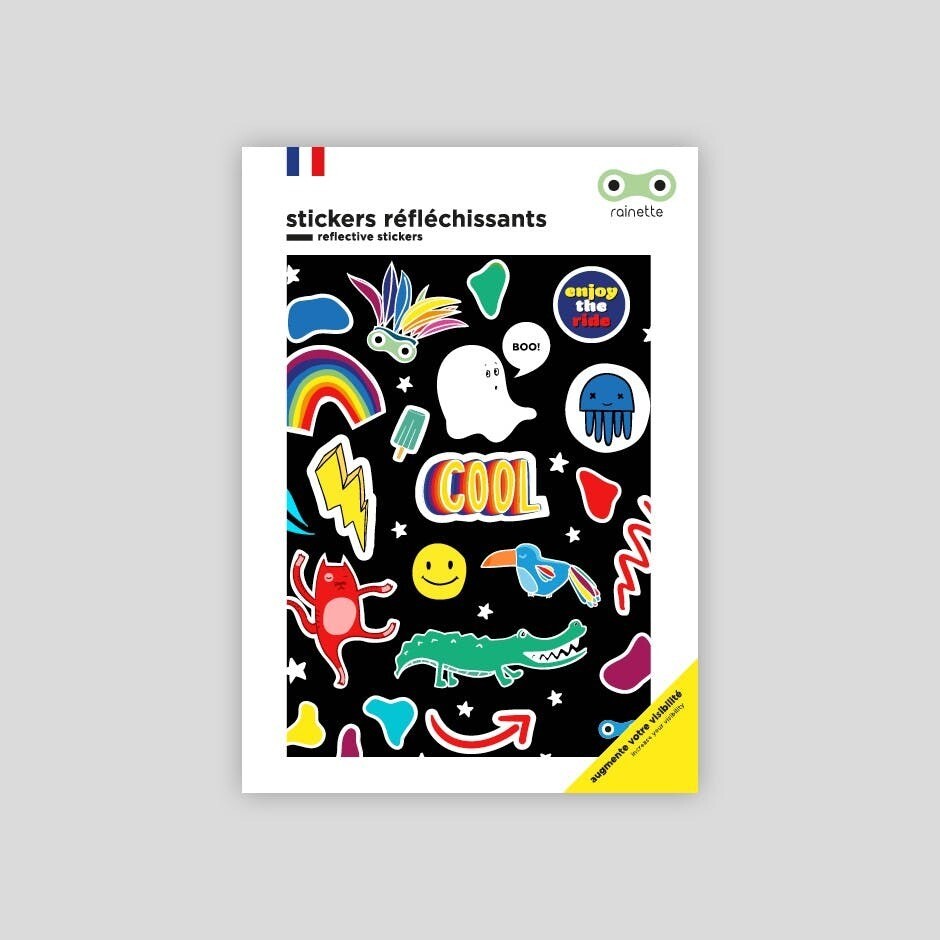 rainette
stickers réfléchissants
reflective stickers
enjoy
the
ride
BOO!
COOL
augmente votre visibilité
increase your visibility